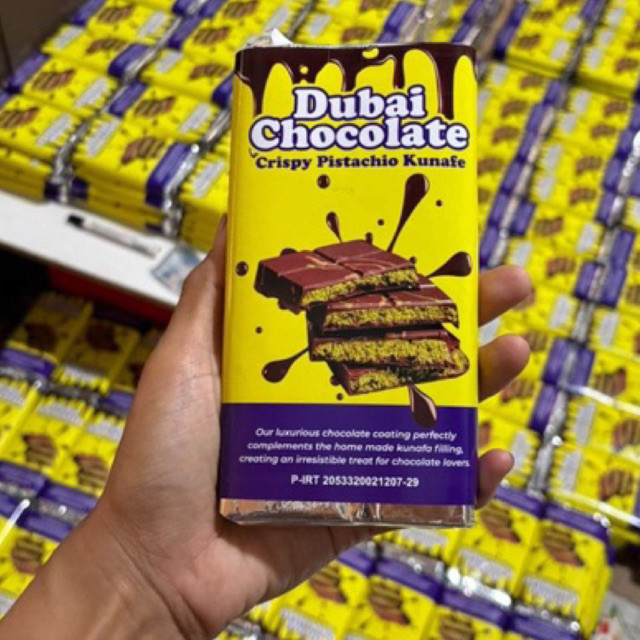 Dubai
Chocolate
Crispy Pistachio Kunafe
Our luxurious chocolate coating perfectly
complements the home made kunafa filling,
creating an irresistible treat for chocolate lovers
P-IRT 2053320021207-29